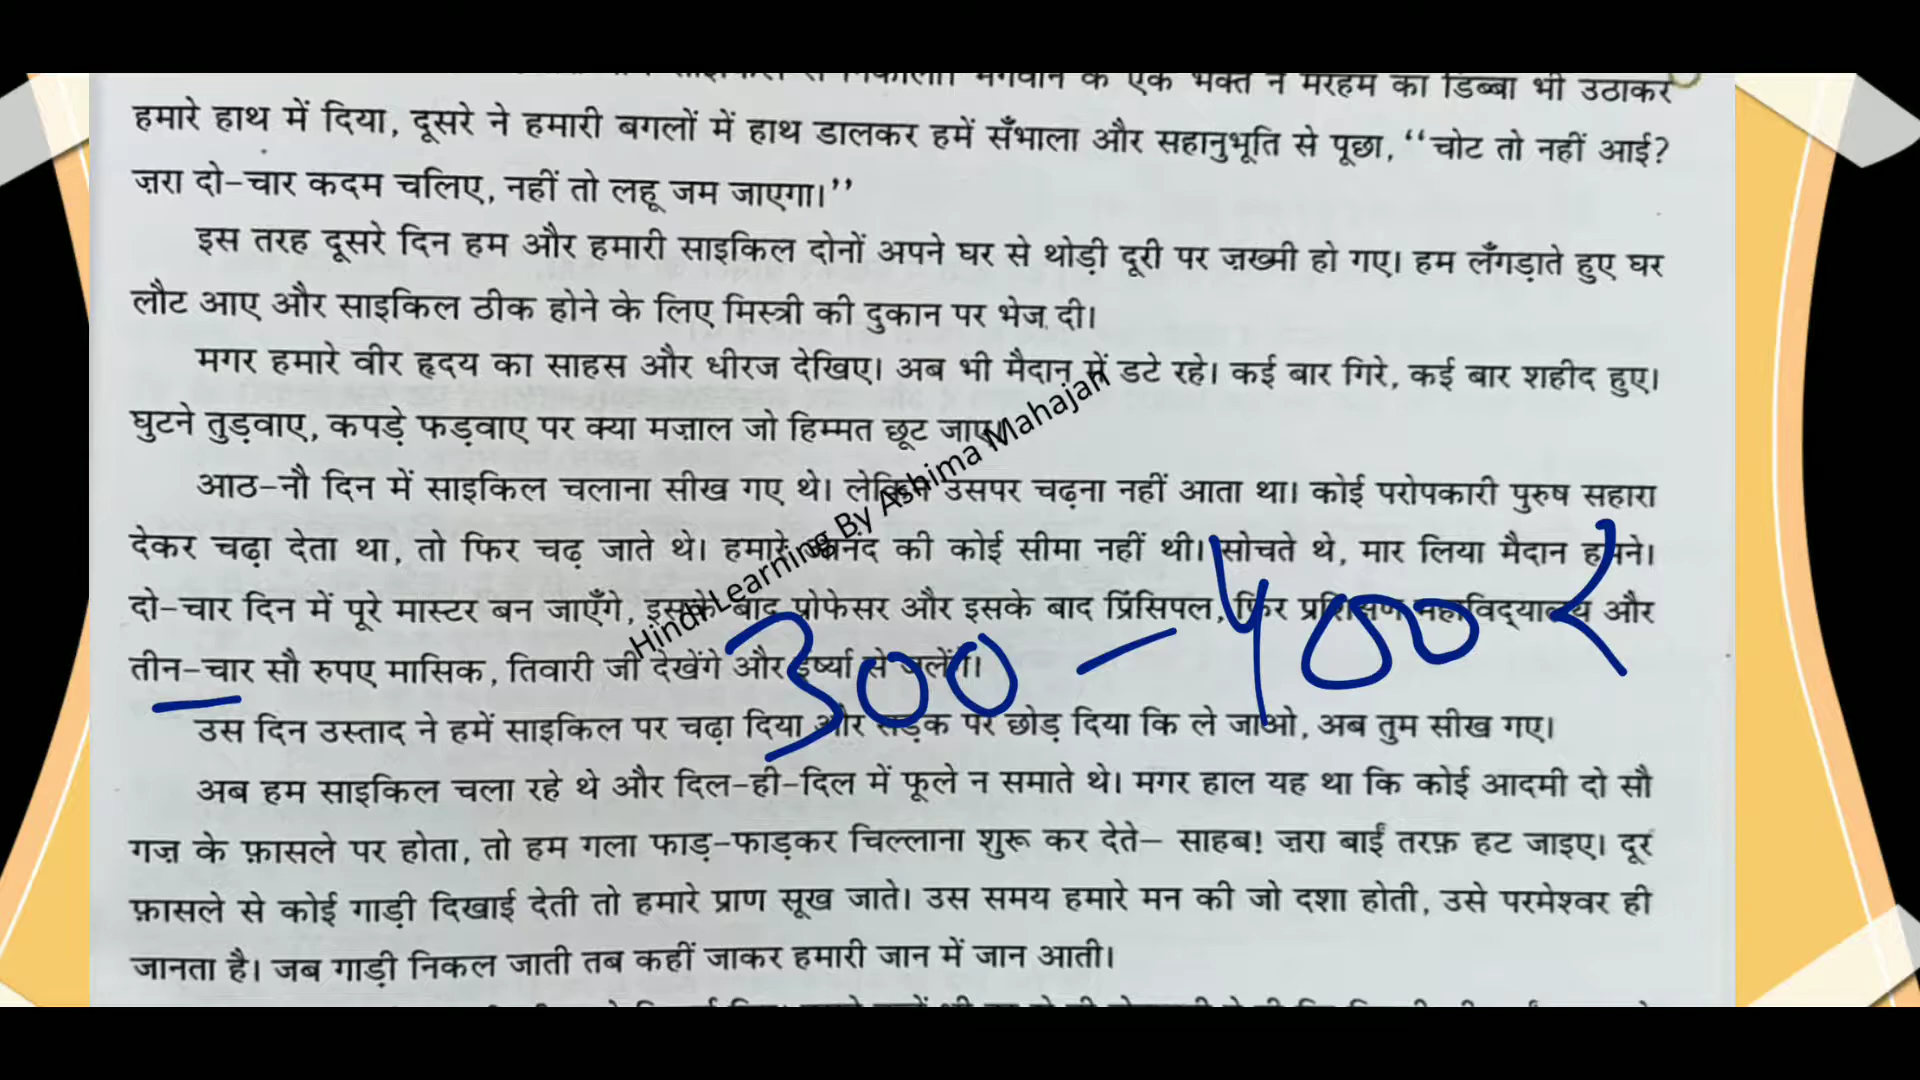 साइकिल से निकाला। भगवान के एक भक्त ने मरहम का डिब्बा भी उठाकर
हमारे हाथ में दिया, दूसरे ने हमारी बगलों में हाथ डालकर हमें सँभाला और सहानुभूति से पूछा, ‘‘चोट तो नहीं आई?
ज़रा दो-चार कदम चलिए, नहीं तो लहू जम जाएगा।’’
इस तरह दूसरे दिन हम और हमारी साइकिल दोनों अपने घर से थोड़ी दूरी पर ज़ख्मी हो गए। हम लँगड़ाते हुए घर
लौट आए और साइकिल ठीक होने के लिए मिस्त्री की दुकान पर भेज दी।
मगर हमारे वीर हृदय का साहस और धीरज देखिए। अब भी मैदान में डटे रहे। कई बार गिरे, कई बार शहीद हुए।
घुटने तुड़वाए, कपड़े फड़वाए पर क्या मज़ाल जो हिम्मत छूट जाए।
आठ-नौ दिन में साइकिल चलाना सीख गए थे। लेकिन उसपर चढ़ना नहीं आता था। कोई परोपकारी पुरुष सहारा
देकर चढ़ा देता था, तो फिर चढ़ जाते थे। हमारे आनंद की कोई सीमा नहीं थी। सोचते थे, मार लिया मैदान हमने।
दो-चार दिन में पूरे मास्टर बन जाएँगे, इसके बाद प्रोफेसर और इसके बाद प्रिंसिपल, फिर प्रशिक्षण महाविद्यालय और
तीन-चार सौ रुपए मासिक, तिवारी जी देखेंगे और ईर्ष्या से जलेंगे।
300 - 400 र
उस दिन उस्ताद ने हमें साइकिल पर चढ़ा दिया और सड़क पर छोड़ दिया कि ले जाओ, अब तुम सीख गए।
अब हम साइकिल चला रहे थे और दिल-ही-दिल में फूले न समाते थे। मगर हाल यह था कि कोई आदमी दो सौ
गज़ के फ़ासले पर होता, तो हम गला फाड़-फाड़कर चिल्लाना शुरू कर देते– साहब! ज़रा बाईं तरफ़ हट जाइए। दूर
फ़ासले से कोई गाड़ी दिखाई देती तो हमारे प्राण सूख जाते। उस समय हमारे मन की जो दशा होती, उसे परमेश्वर ही
जानता है। जब गाड़ी निकल जाती तब कहीं जाकर हमारी जान में जान आती।
Hindi Learning By Ashima Mahajan